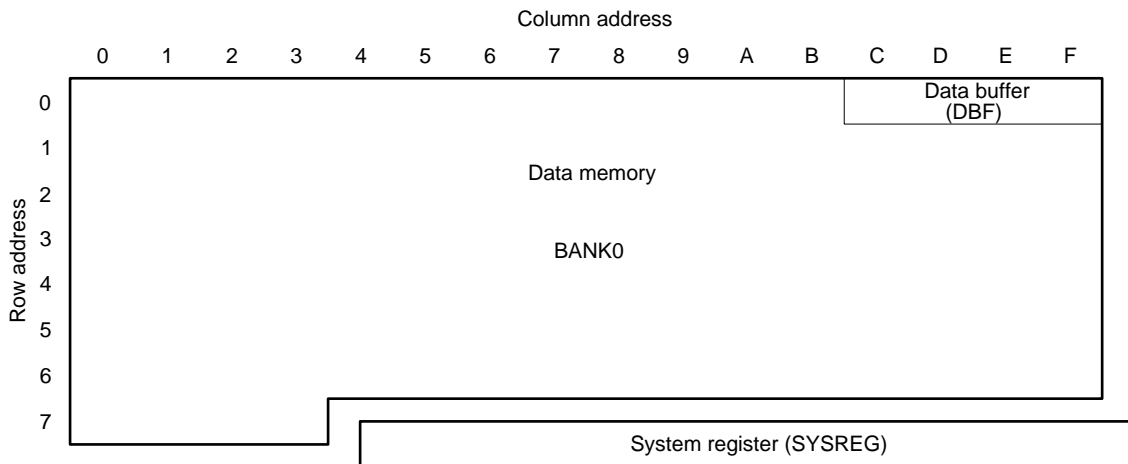 Column address
0 1 2 3 4 5 6 7 8 9 A B C D E F
Row address
0
1
2
3
4
5
6
7
Data buffer
(DBF)
Data memory
BANK0
System register (SYSREG)